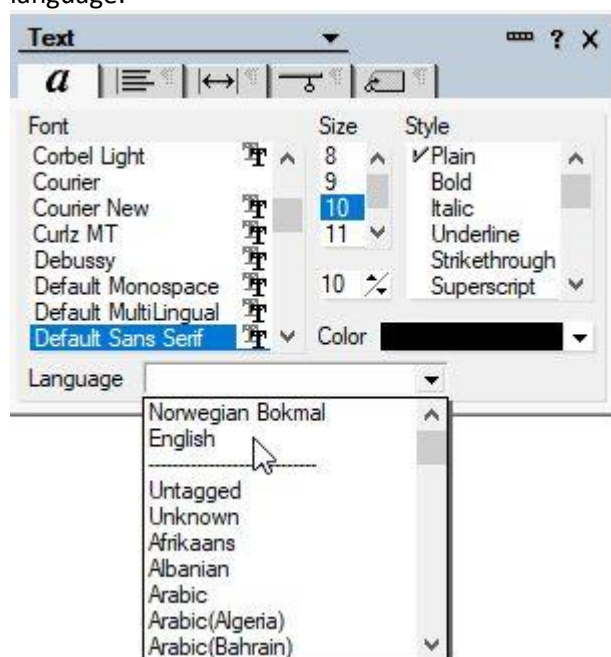 language.
Text ? X
a
Font Size Style
Corbel Light 8 Plain
Courier 9 Bold
Courier New 10 Italic
Curlz MT 11 Underline
Debussy Strikethrough
Default Monospace 10 Superscript
Default MultiLingual
Default Sans Serif Color
Language
Norwegian Bokmal
English
Untagged
Unknown
Afrikaans
Albanian
Arabic
Arabic(Algeria)
Arabic(Bahrain)